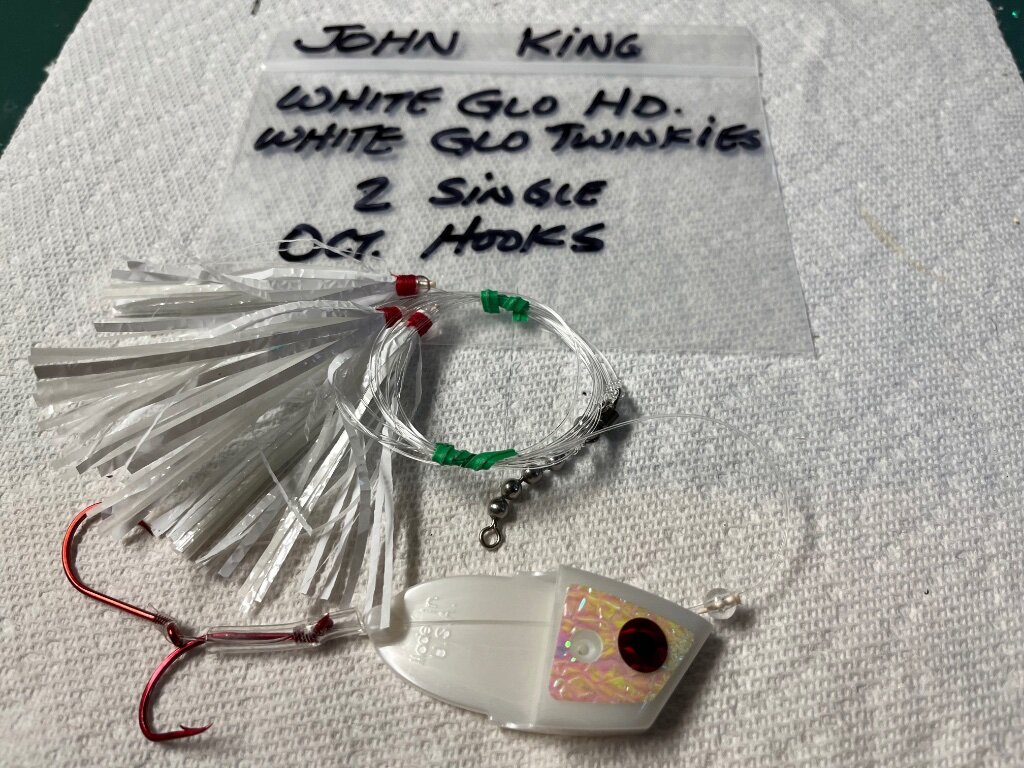 JOHN KING
WHITE GLO HD.
WHITE GLO TWINKIES
2 SINGLE
OCT. HOOKS